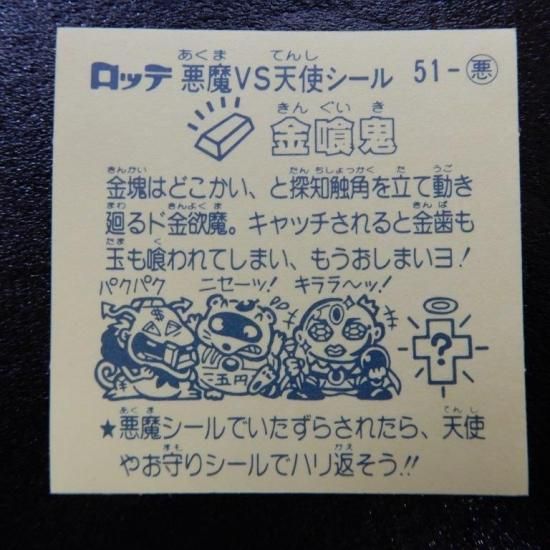 ロッテ 悪魔VS天使シール 51-悪
あくま てんし
金喰鬼
きん ぐい き
金塊はどこかい、と探知触角を立て動き
きんかい たん ちしょっかく た うご
廻るド金欲魔。キャッチされると金歯も
まわ きんよくま きんば
玉も喰われてしまい、もうおしまいヨ!
たま く
パクパク ニセーッ! キララ〜ッ!
$
二五円
?
★悪魔シールでいたずらされたら、天使
あくま てんし
やお守りシールでハリ返そう!!
まも かえ